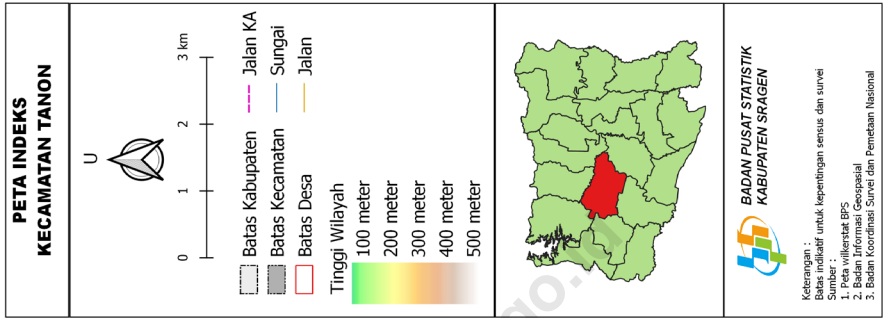 PETA INDEKS
KECAMATAN TANON
U
0 1 2 3 km
Batas Kabupaten
Batas Kecamatan
Batas Desa
Jalan KA
Sungai
Jalan
Tinggi Wilayah
100 meter
200 meter
300 meter
400 meter
500 meter
BADAN PUSAT STATISTIK
KABUPATEN SRAGEN
Keterangan :
Batas indikatif untuk kepentingan sensus dan survei
Sumber :
1. Peta wilkerstat BPS
2. Badan Informasi Geospasial
3. Badan Koordinasi Survei dan Pemetaan Nasional
go.id